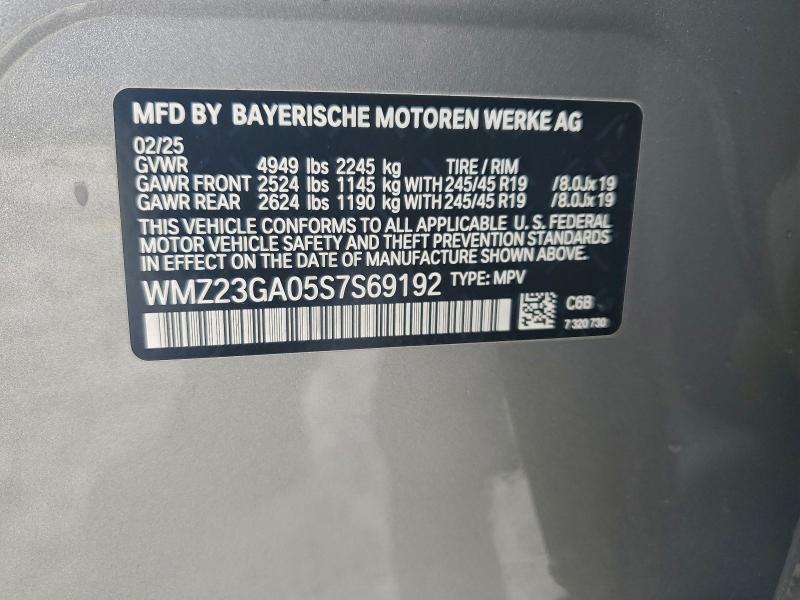 MFD BY BAYERISCHE MOTOREN WERKE AG
02/25
GVWR 4949 lbs 2245 kg TIRE / RIM
GAWR FRONT 2524 lbs 1145 kg WITH 245/45 R19 /8.0Jx19
GAWR REAR 2624 lbs 1190 kg WITH 245/45 R19 /8.0Jx19
THIS VEHICLE CONFORMS TO ALL APPLICABLE U. S. FEDERAL
MOTOR VEHICLE SAFETY AND THEFT PREVENTION STANDARDS
IN EFFECT ON THE DATE OF MANUFACTURE SHOWN ABOVE.
WMZ23GA05S7S69192 TYPE: MPV
C6B
7 320 730